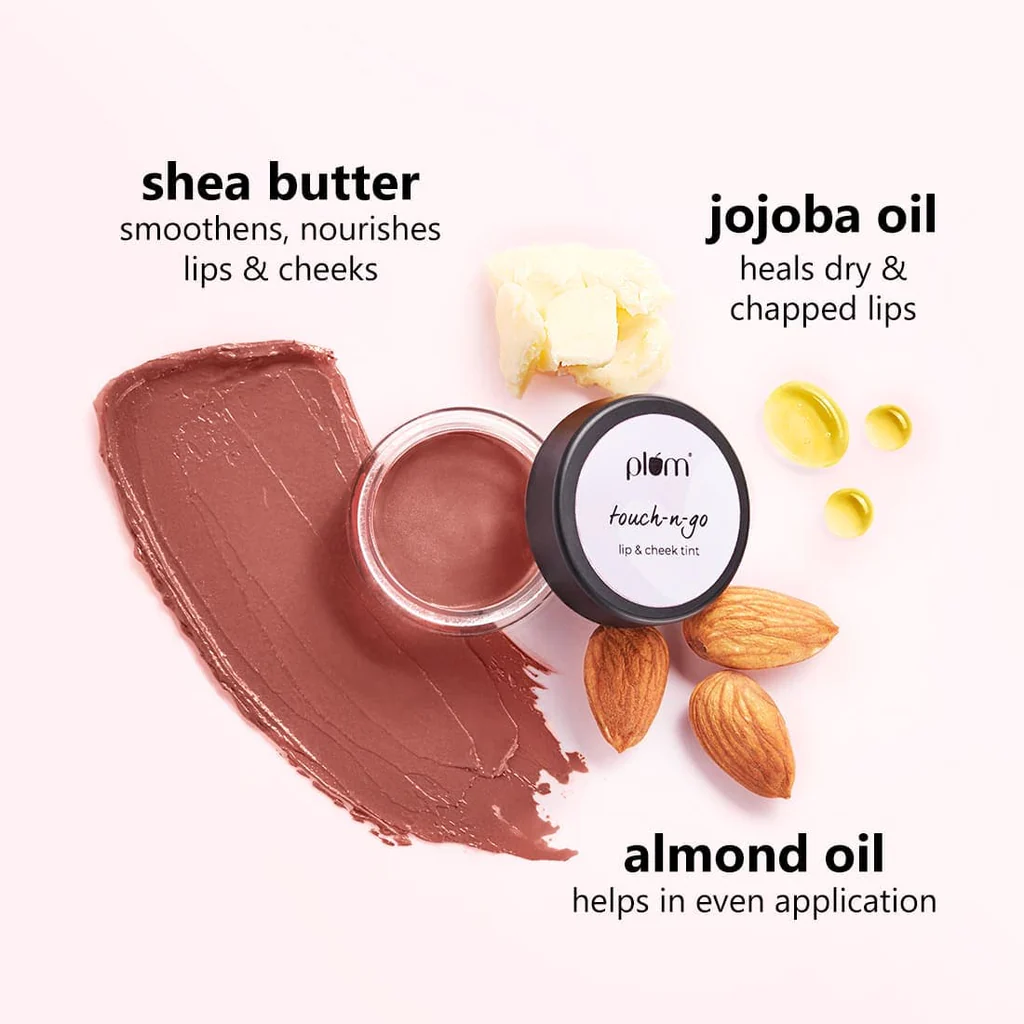 shea butter
smoothens, nourishes
lips & cheeks
jojoba oil
heals dry &
chapped lips
plum
touch-n-go
lip & cheek tint
almond oil
helps in even application